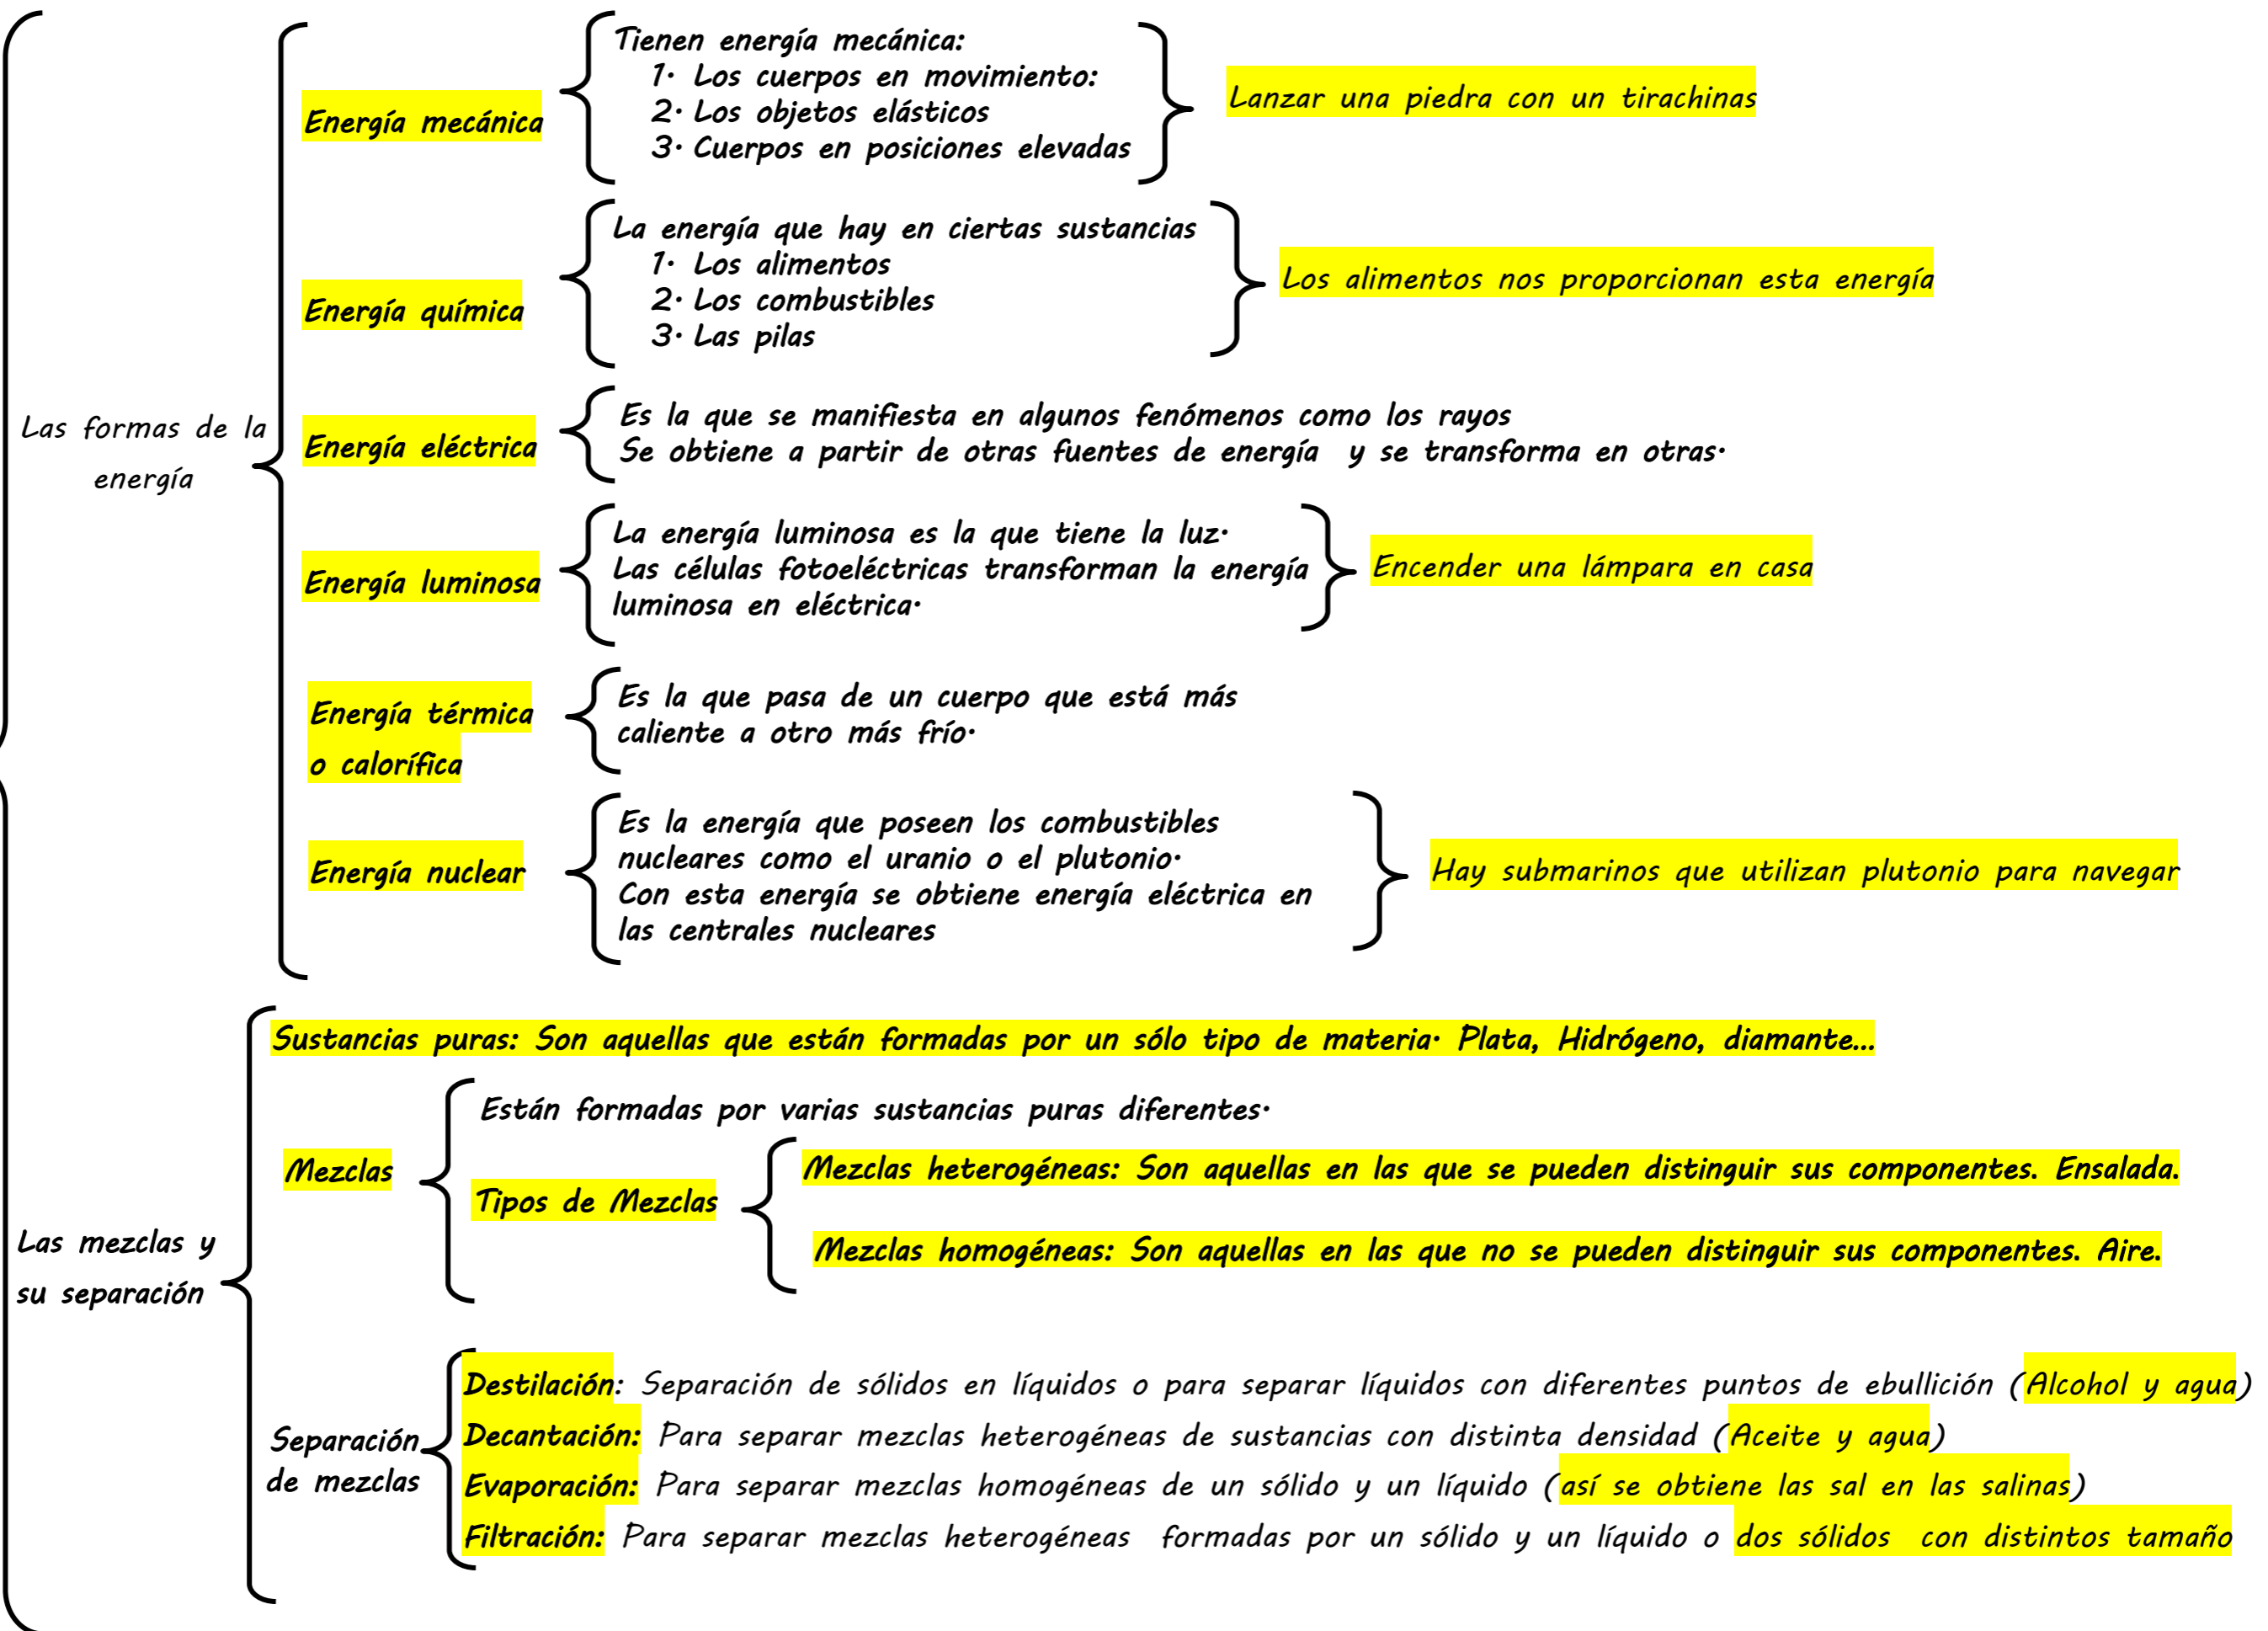 Las formas de la
energía
Energía mecánica
Tienen energía mecánica:
1. Los cuerpos en movimiento:
2. Los objetos elásticos
3. Cuerpos en posiciones elevadas
Lanzar una piedra con un tirachinas
Energía química
La energía que hay en ciertas sustancias
1. Los alimentos
2. Los combustibles
3. Las pilas
Los alimentos nos proporcionan esta energía
Energía eléctrica
Es la que se manifiesta en algunos fenómenos como los rayos
Se obtiene a partir de otras fuentes de energía y se transforma en otras.
Energía luminosa
La energía luminosa es la que tiene la luz.
Las células fotoeléctricas transforman la energía
luminosa en eléctrica.
Encender una lámpara en casa
Energía térmica
o calorífica
Es la que pasa de un cuerpo que está más
caliente a otro más frío.
Energía nuclear
Es la energía que poseen los combustibles
nucleares como el uranio o el plutonio.
Con esta energía se obtiene energía eléctrica en
las centrales nucleares
Hay submarinos que utilizan plutonio para navegar
Las mezclas y
su separación
Sustancias puras: Son aquellas que están formadas por un sólo tipo de materia. Plata, Hidrógeno, diamante...
Mezclas
Están formadas por varias sustancias puras diferentes.
Tipos de Mezclas
Mezclas heterogéneas: Son aquellas en las que se pueden distinguir sus componentes. Ensalada.
Mezclas homogéneas: Son aquellas en las que no se pueden distinguir sus componentes. Aire.
Separación
de mezclas
Destilación: Separación de sólidos en líquidos o para separar líquidos con diferentes puntos de ebullición (Alcohol y agua)
Decantación: Para separar mezclas heterogéneas de sustancias con distinta densidad (Aceite y agua)
Evaporación: Para separar mezclas homogéneas de un sólido y un líquido (así se obtiene las sal en las salinas)
Filtración: Para separar mezclas heterogéneas formadas por un sólido y un líquido o dos sólidos con distintos tamaño